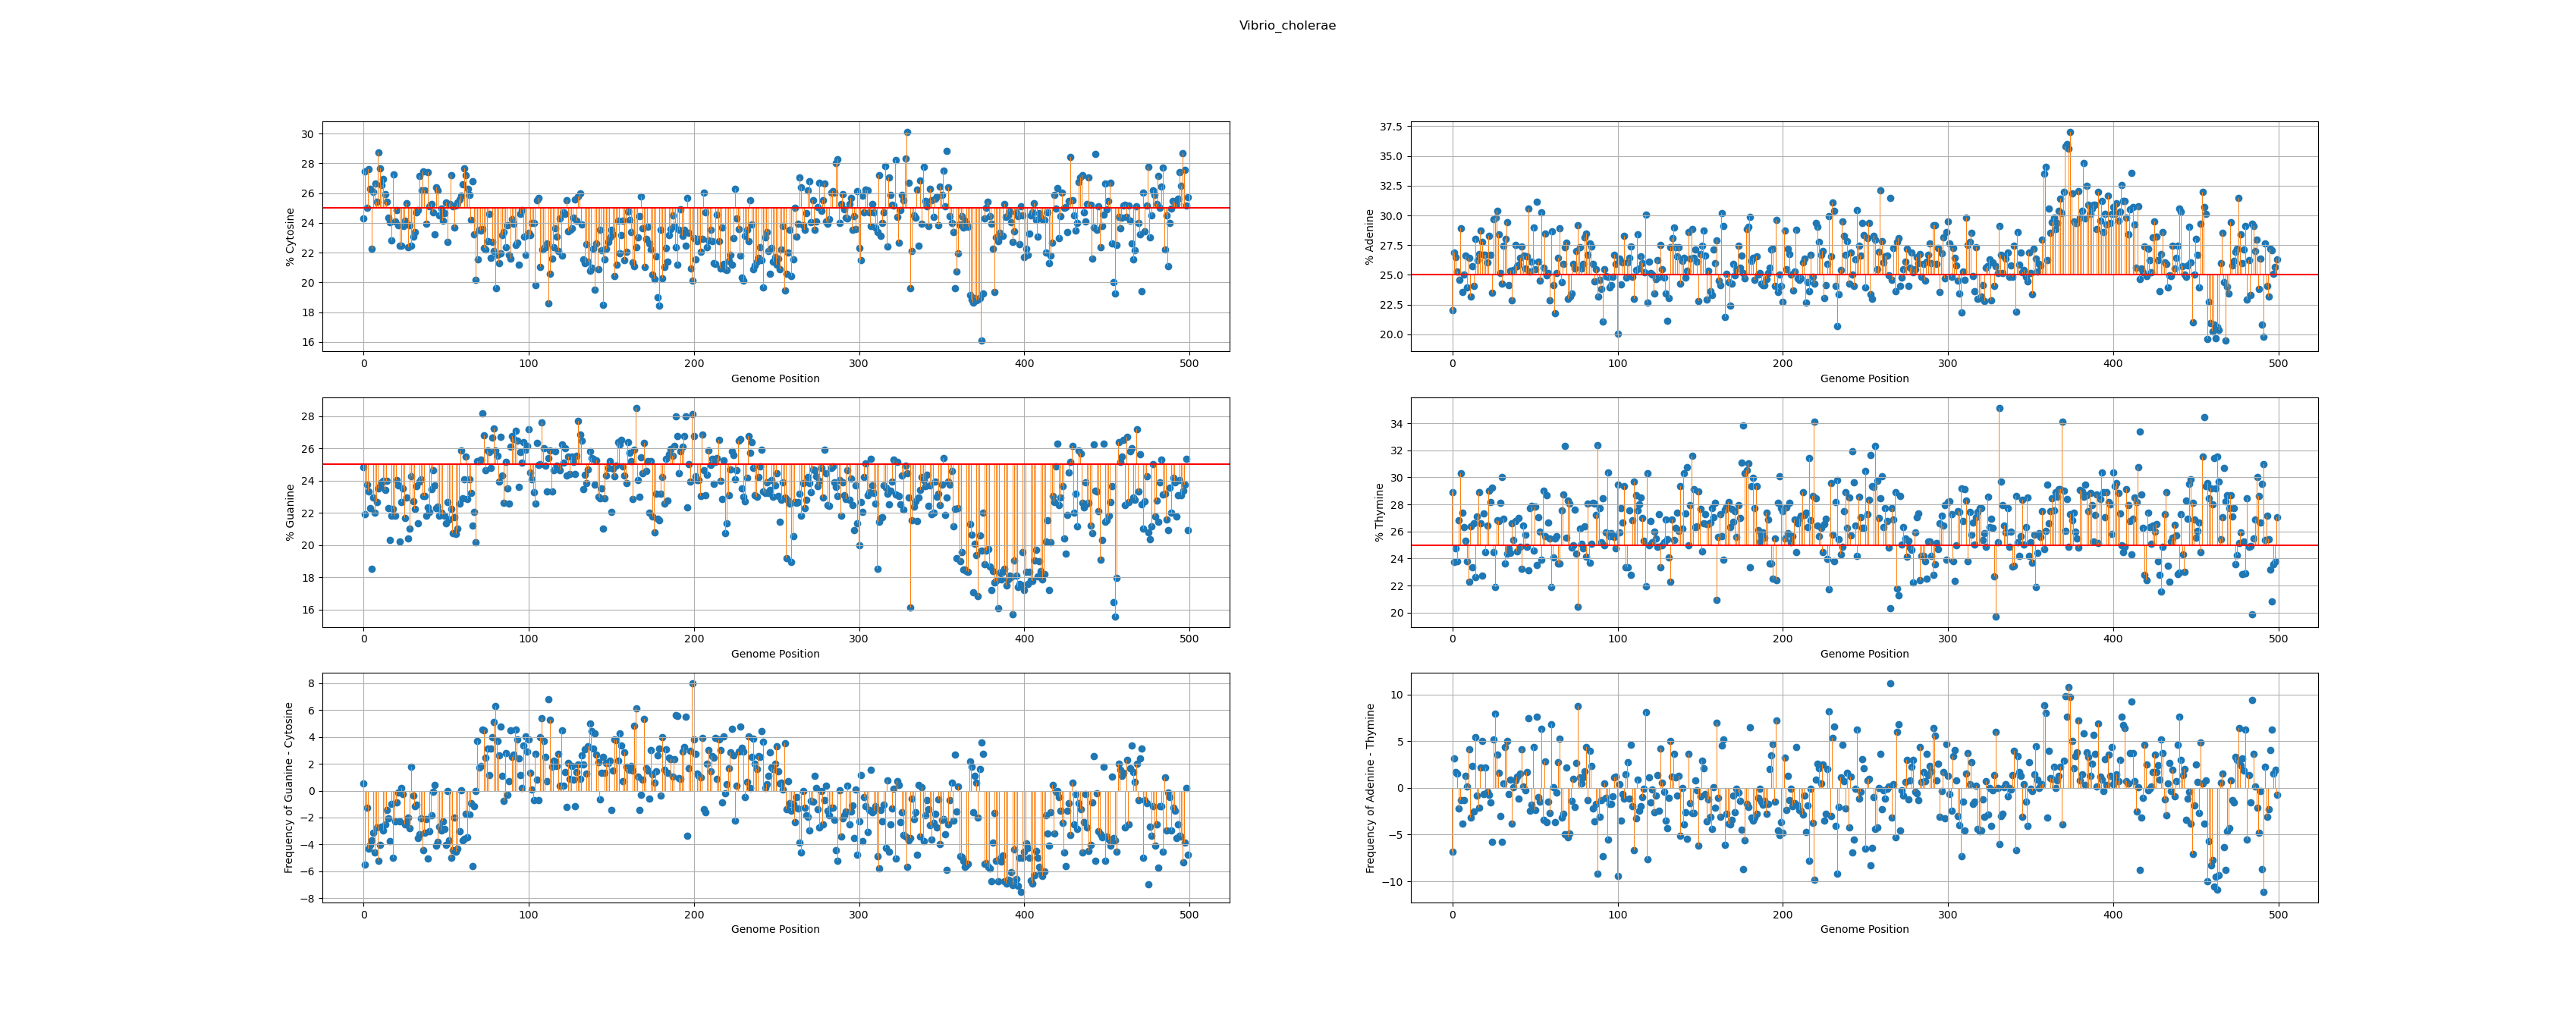 Vibrio_cholerae
% Cytosine
30
28
26
24
22
20
18
16
0 100 200 300 400 500
Genome Position
% Adenine
37.5
35.0
32.5
30.0
27.5
25.0
22.5
20.0
0 100 200 300 400 500
Genome Position
% Guanine
28
26
24
22
20
18
16
0 100 200 300 400 500
Genome Position
% Thymine
34
32
30
28
26
24
22
20
0 100 200 300 400 500
Genome Position
Frequency of Guanine - Cytosine
8
6
4
2
0
−2
−4
−6
−8
0 100 200 300 400 500
Genome Position
Frequency of Adenine - Thymine
10
5
0
−5
−10
0 100 200 300 400 500
Genome Position